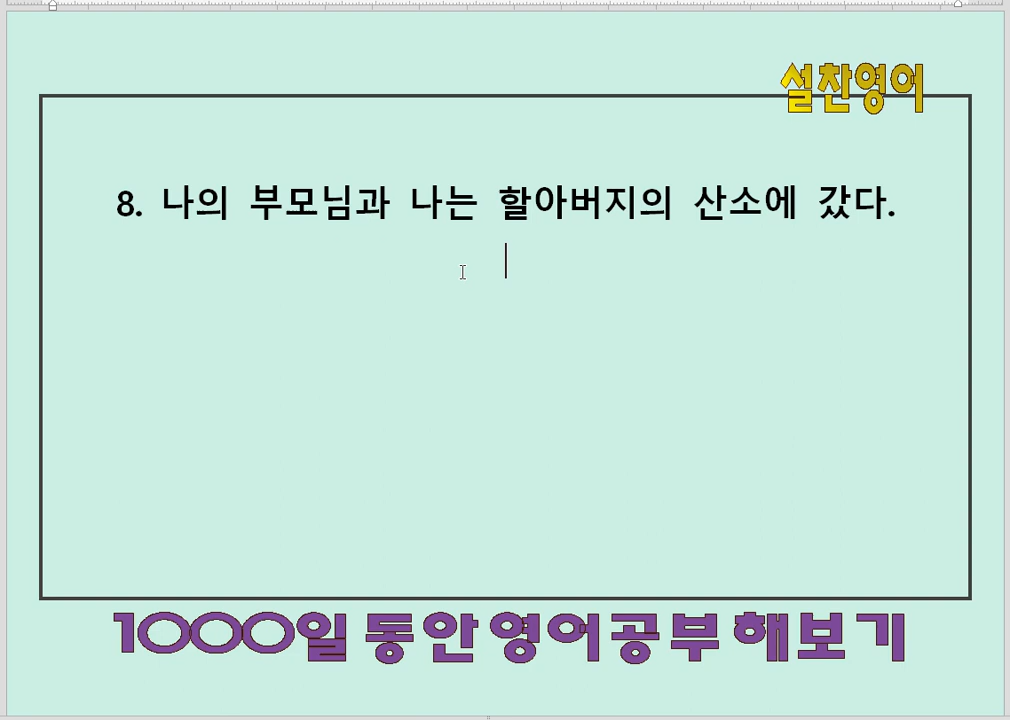 설찬영어
8. 나의 부모님과 나는 할아버지의 산소에 갔다.
1000일 동안 영어공부 해보기